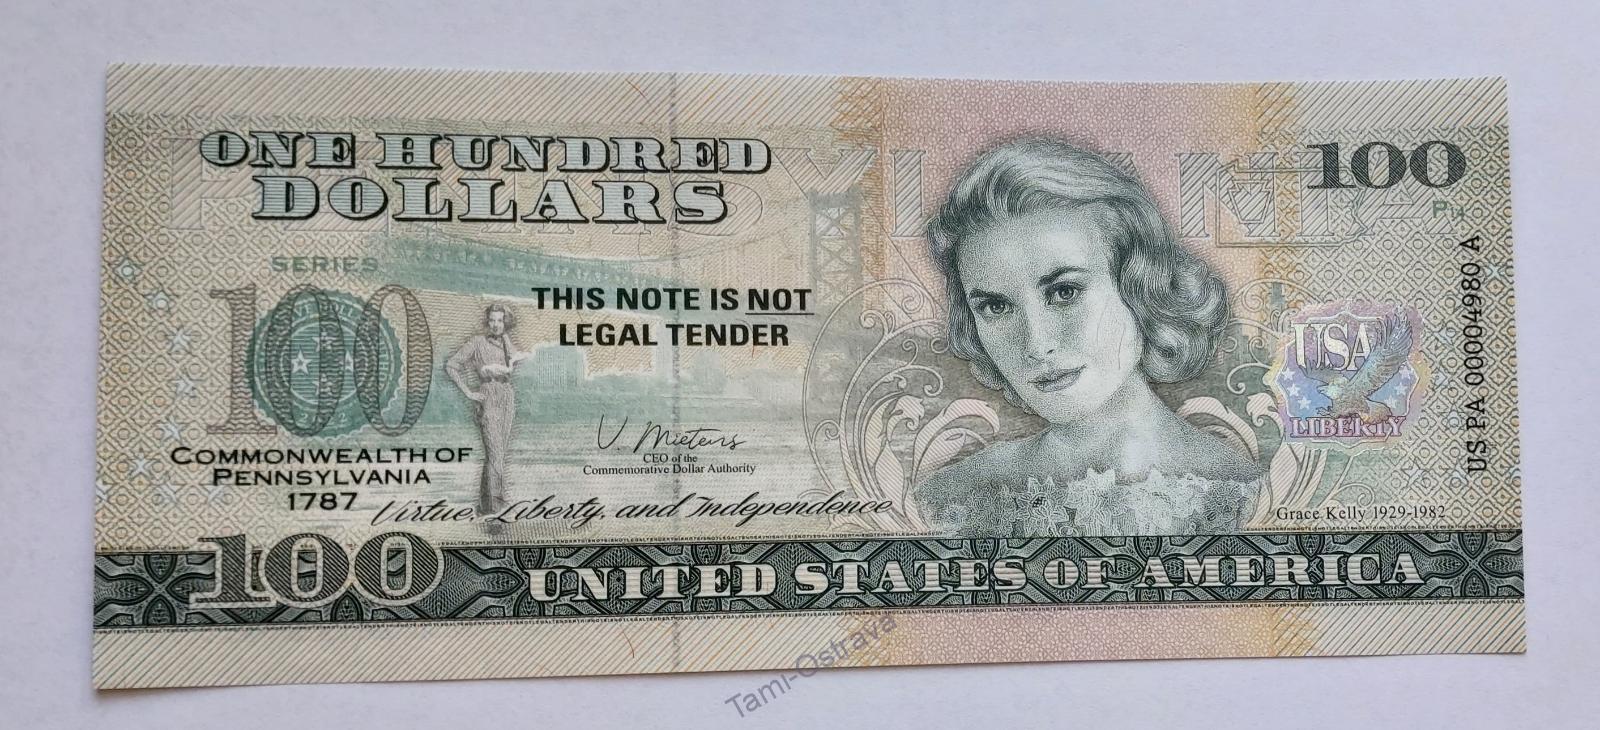 ONE HUNDRED
DOLLARS
100
PENNSYLVANIA
SERIES
100
THIS NOTE IS NOT
LEGAL TENDER
USA
LIBERTY
US PA 00004980 A
V. Mietens
CEO of the
Commemorative Dollar Authority
COMMONWEALTH OF
PENNSYLVANIA
1787
Virtue, Liberty, and Independence
Grace Kelly 1929-1982
100
UNITED STATES OF AMERICA
Tami-Ostrava